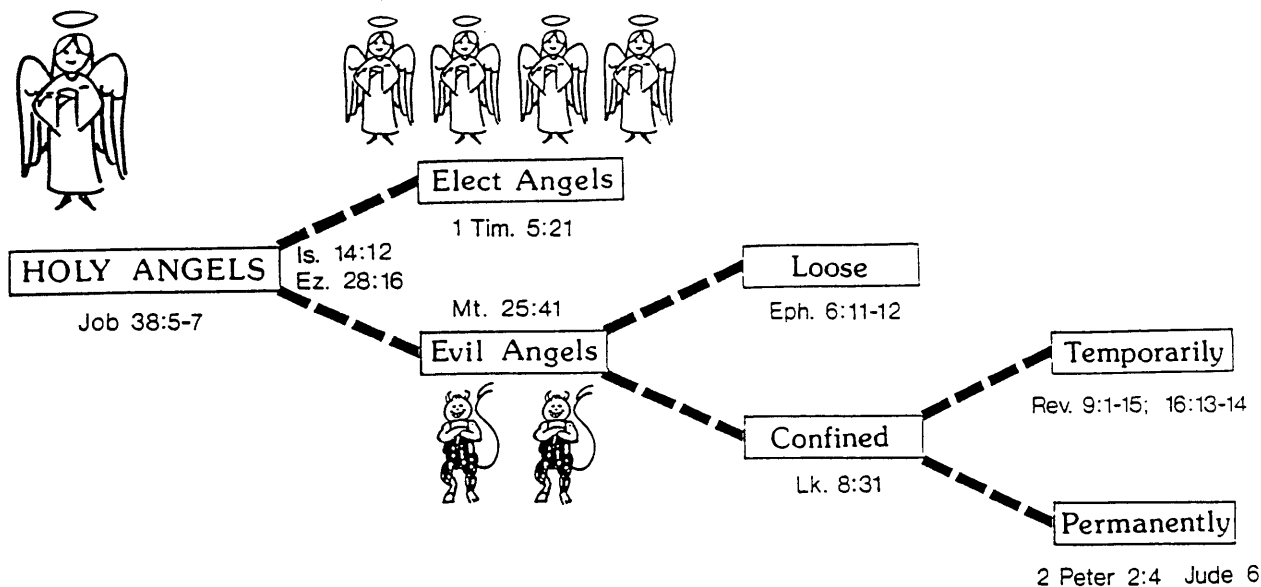 Elect Angels
1 Tim. 5:21
HOLY ANGELS
Job 38:5-7
Is. 14:12
Ez. 28:16
Mt. 25:41
Evil Angels
Loose
Eph. 6:11-12
Confined
Lk. 8:31
Temporarily
Rev. 9:1-15; 16:13-14
Permanently
2 Peter 2:4 Jude 6